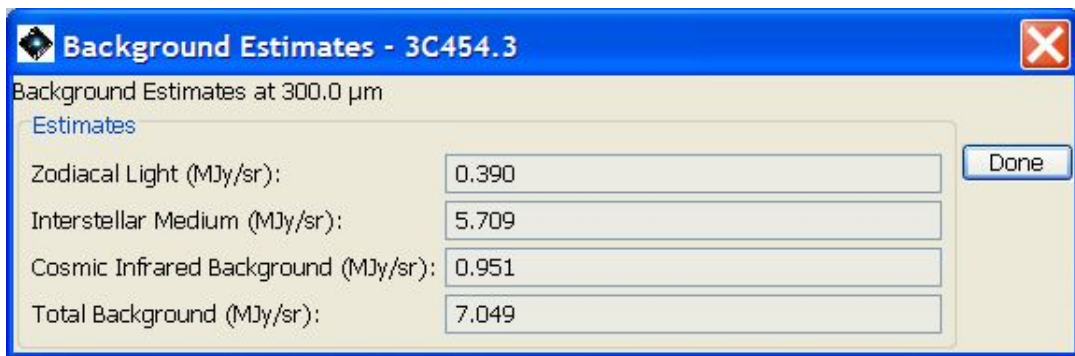 Background Estimates - 3C454.3
Background Estimates at 300.0 µm
Estimates
Zodiacal Light (MJy/sr): 0.390
Done
Interstellar Medium (MJy/sr): 5.709
Cosmic Infrared Background (MJy/sr): 0.951
Total Background (MJy/sr): 7.049